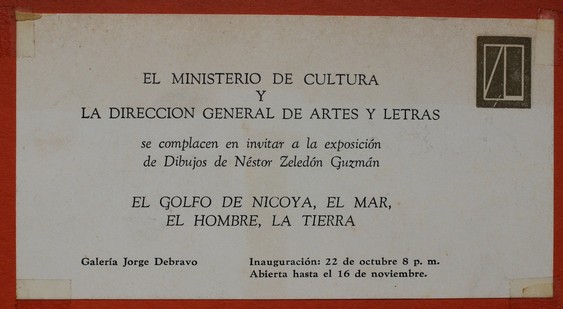 EL MINISTERIO DE CULTURA
Y
LA DIRECCION GENERAL DE ARTES Y LETRAS
se complacen en invitar a la exposición
de Dibujos de Néstor Zeledón Guzmán
EL GOLFO DE NICOYA, EL MAR,
EL HOMBRE, LA TIERRA
Galería Jorge Debravo
Inauguración: 22 de octubre 8 p. m.
Abierta hasta el 16 de noviembre.